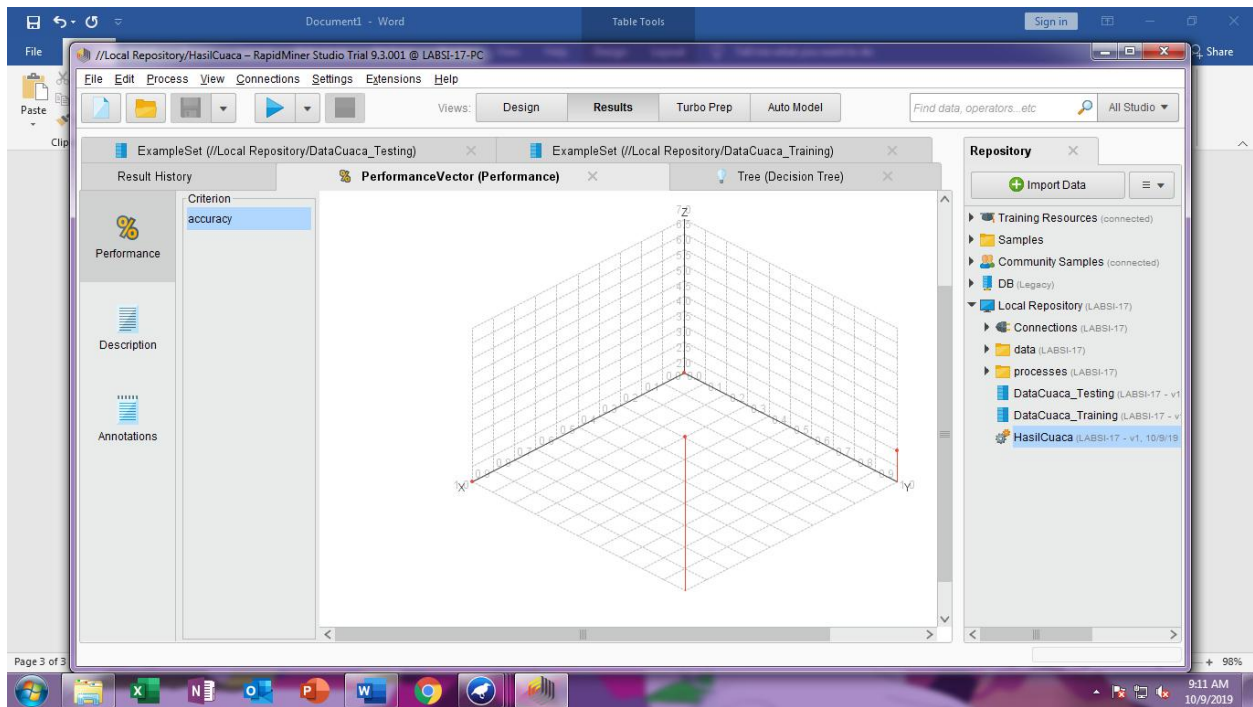 Document1 - Word
Table Tools
Sign in
File
Share
//Local Repository/HasilCuaca – RapidMiner Studio Trial 9.3.001 @ LABSI-17-PC
File Edit Process View Connections Settings Extensions Help
Paste
Views: Design Results Turbo Prep Auto Model
Find data, operators...etc
All Studio
Clip
ExampleSet (//Local Repository/DataCuaca_Testing)
ExampleSet (//Local Repository/DataCuaca_Training)
Result History
PerformanceVector (Performance)
Tree (Decision Tree)
%
Performance
Description
Annotations
Criterion
accuracy
Z
X
Y
Repository
Import Data
Training Resources (connected)
Samples
Community Samples (connected)
DB (Legacy)
Local Repository (LABSI-17)
Connections (LABSI-17)
data (LABSI-17)
processes (LABSI-17)
DataCuaca_Testing (LABSI-17 - v1
DataCuaca_Training (LABSI-17 - v
HasilCuaca (LABSI-17 - v1, 10/9/19
Page 3 of 3
98%
9:11 AM
10/9/2019